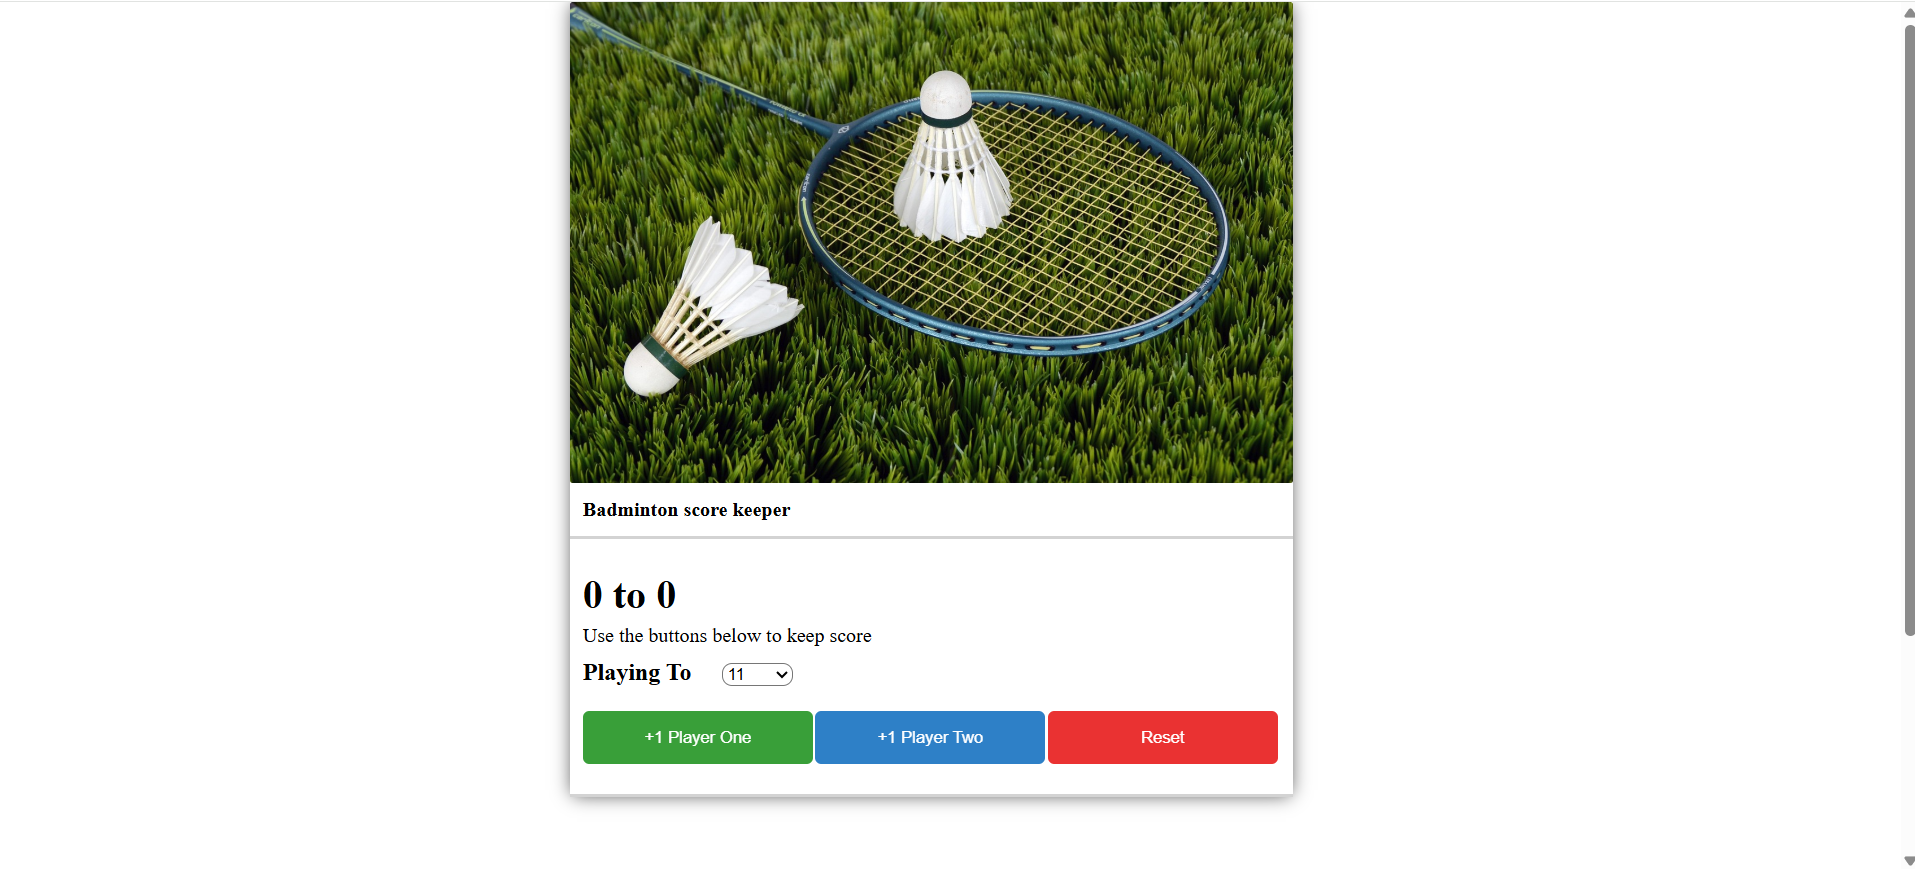 Badminton score keeper
0 to 0
Use the buttons below to keep score
Playing To 11
+1 Player One +1 Player Two Reset